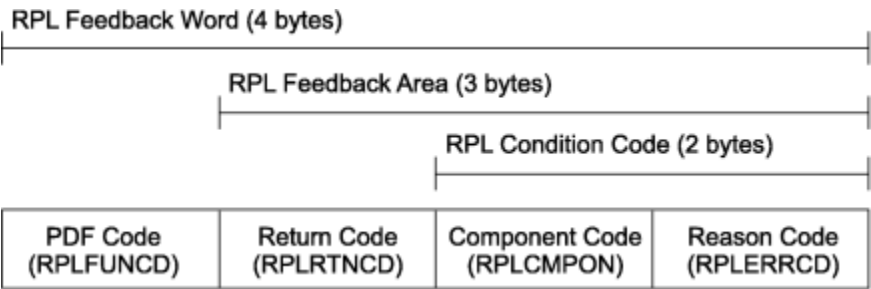 RPL Feedback Word (4 bytes)
RPL Feedback Area (3 bytes)
RPL Condition Code (2 bytes)
PDF Code Return Code Component Code Reason Code
(RPLFUNCD) (RPLRTNCD) (RPLCMPON) (RPLERRCD)